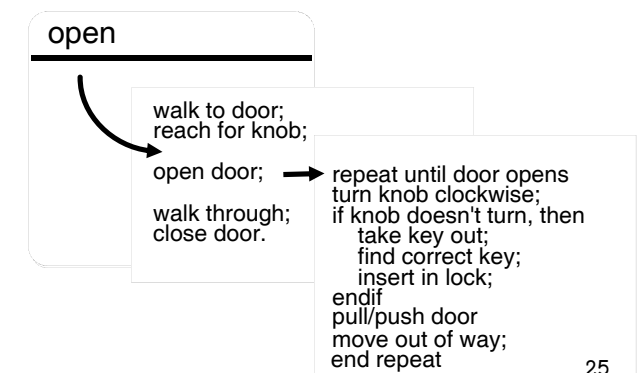 open
walk to door;
reach for knob;
open door;
walk through;
close door.
repeat until door opens
turn knob clockwise;
if knob doesn't turn, then
take key out;
find correct key;
insert in lock;
endif
pull/push door
move out of way;
end repeat
25